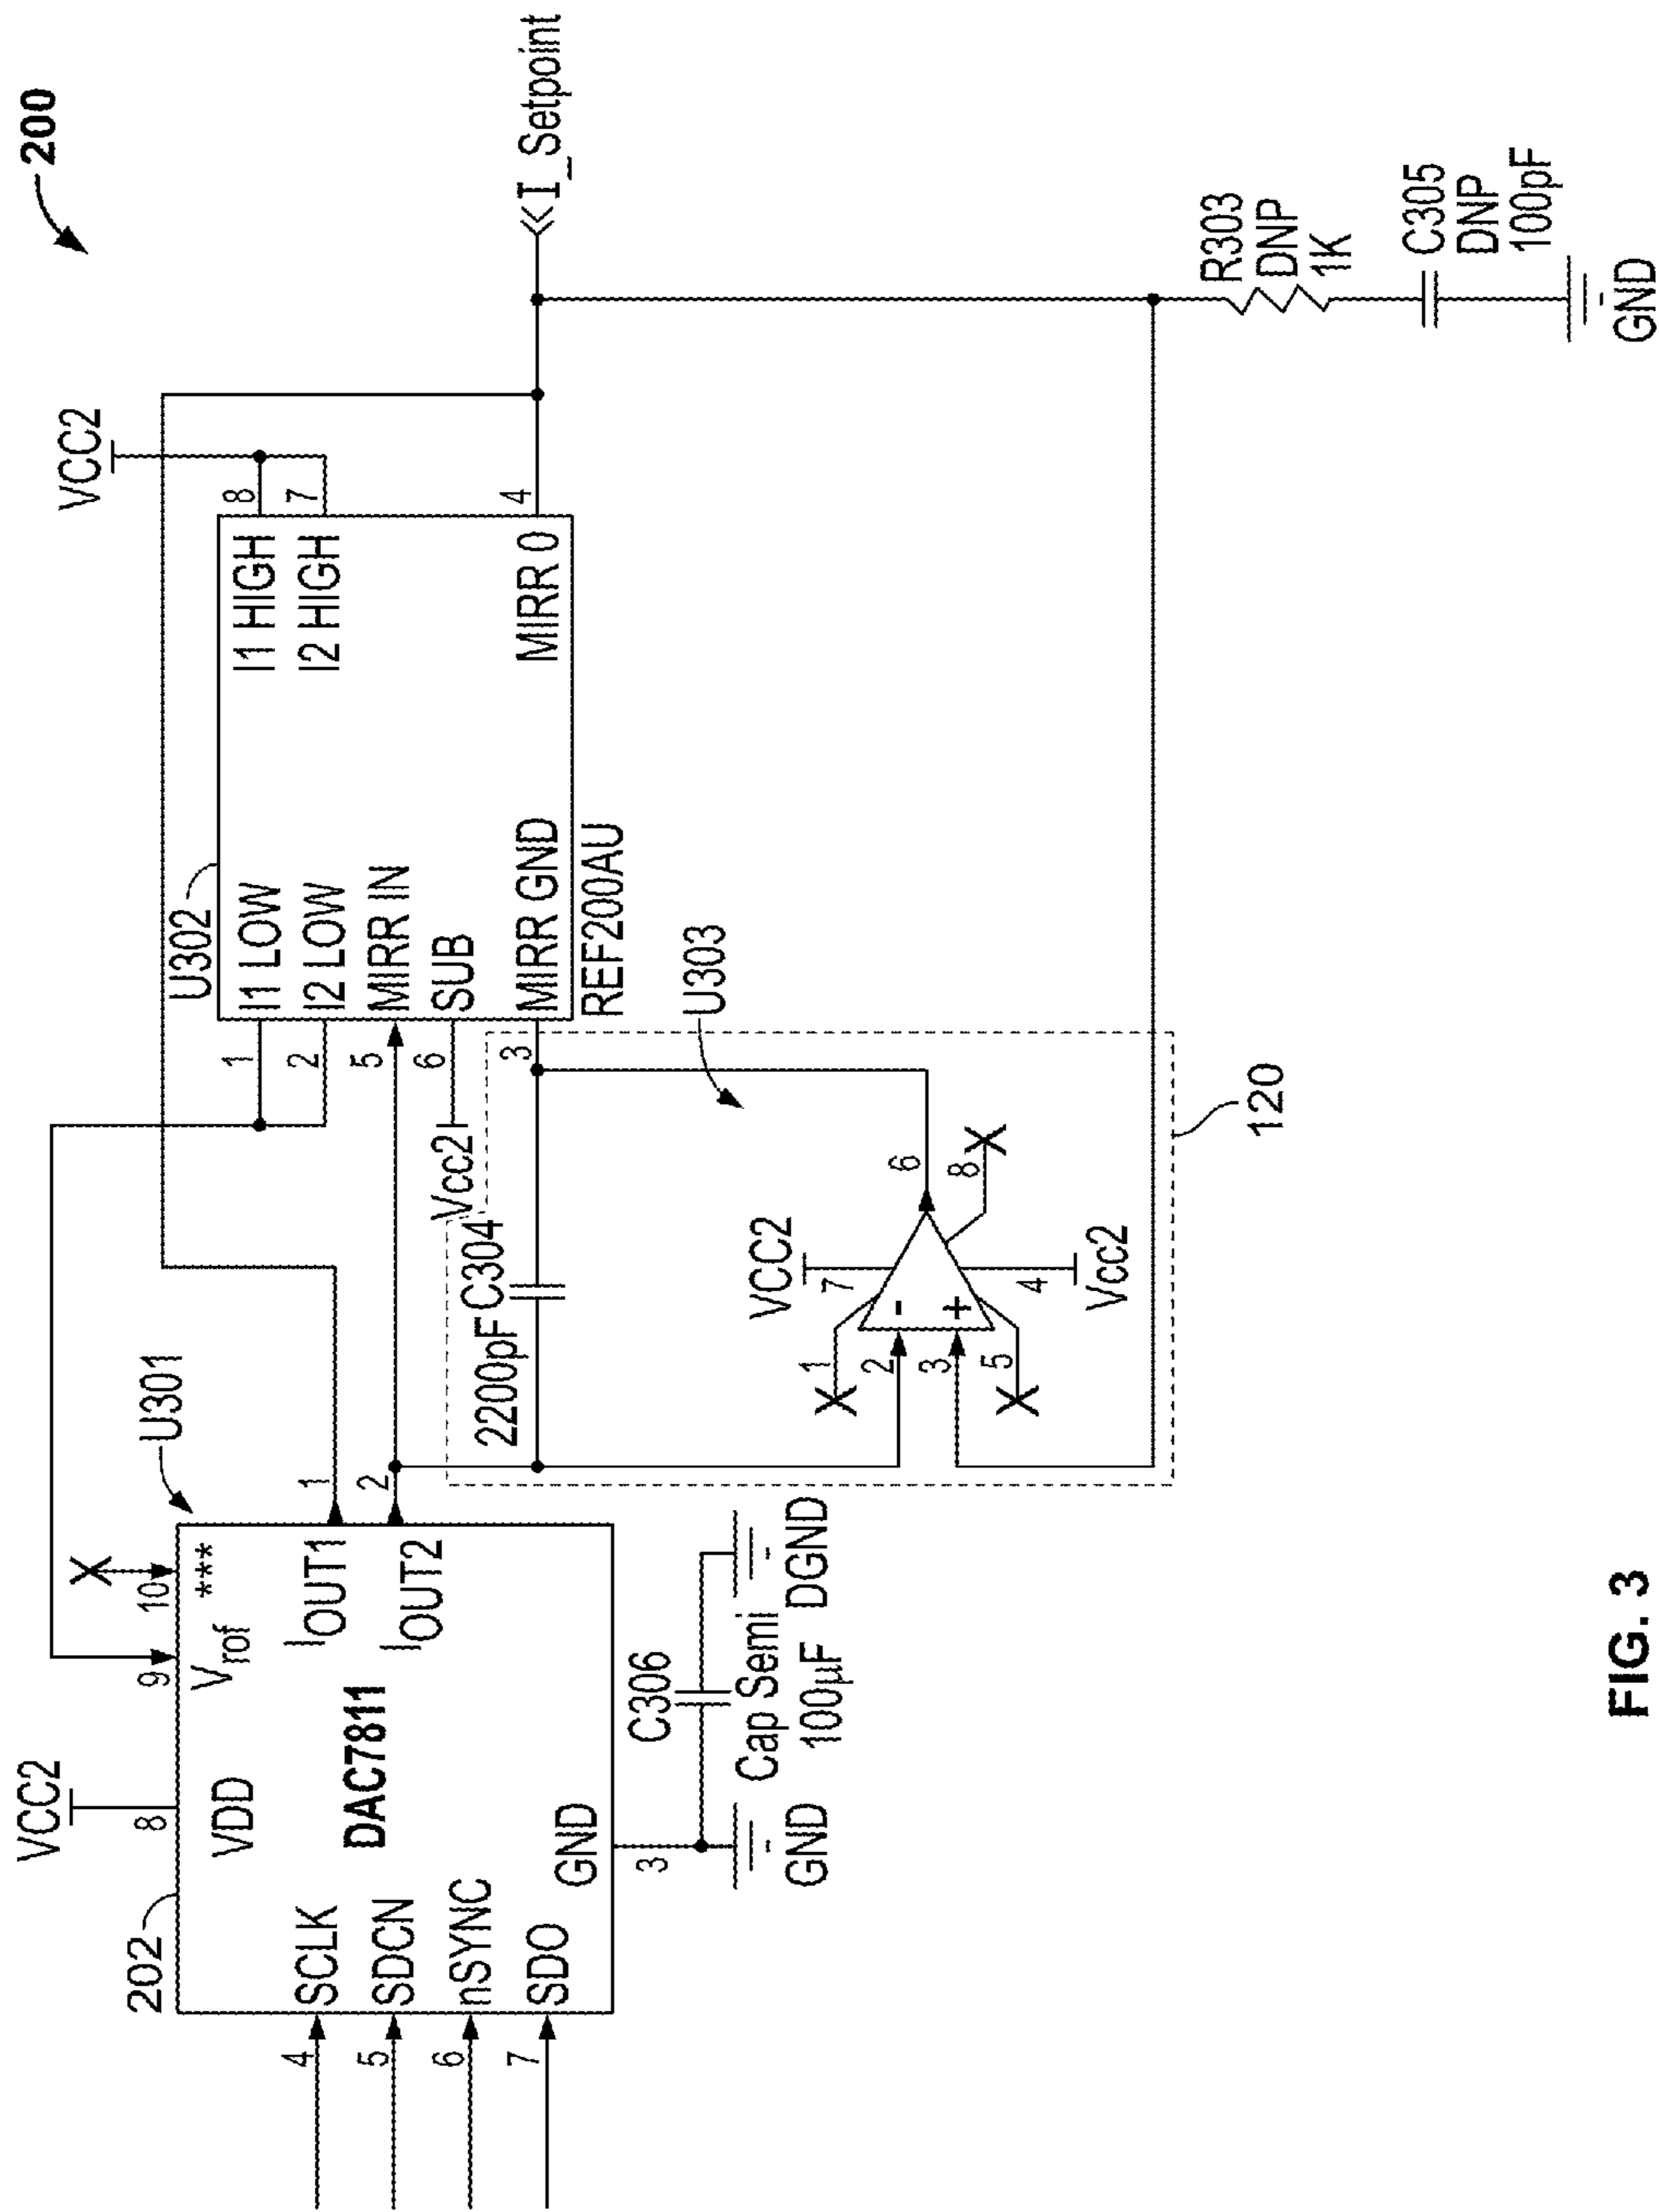 200
VCC2
VCC2
202
8
9
10
X
U301
VDD
Vrof
***
DAC7811
SCLK
SDCN
nSYNC
SDO
4
5
6
7
IOUT1
IOUT2
1
2
GND
3
GND
C306
Cap Semi
100µF
DGND
U302
I1 LOW
I2 LOW
MIRR IN
SUB
MIRR GND
1
2
5
6
3
Vcc2
I1 HIGH
I2 HIGH
MIRR 0
8
7
4
REF200AU
I_Setpoint
C304
2200pF
U303
VCC2
7
1
X
2
3
5
X
-
+
6
8
X
4
Vcc2
120
R303
DNP
1K
C305
DNP
100pF
GND
FIG. 3